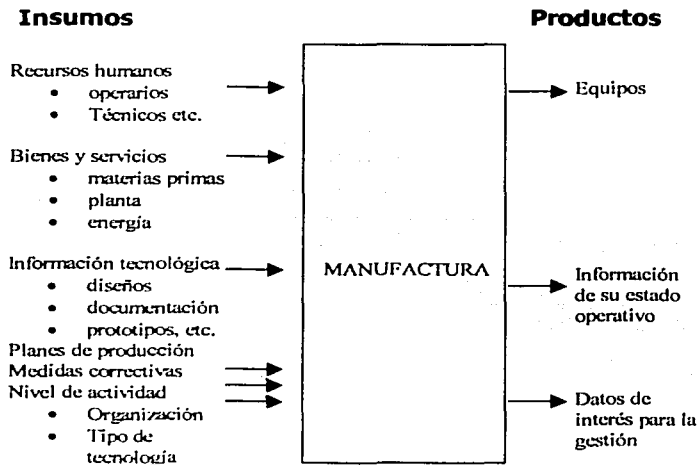 Insumos
Recursos humanos
• operarios
• Técnicos etc.
Bienes y servicios
• materias primas
• planta
• energía
Información tecnológica
• diseños
• documentación
• prototipos, etc.
Planes de producción
Medidas correctivas
Nivel de actividad
• Organización
• Tipo de
tecnología
MANUFACTURA
Productos
Equipos
Información
de su estado
operativo
Datos de
interés para la
gestión